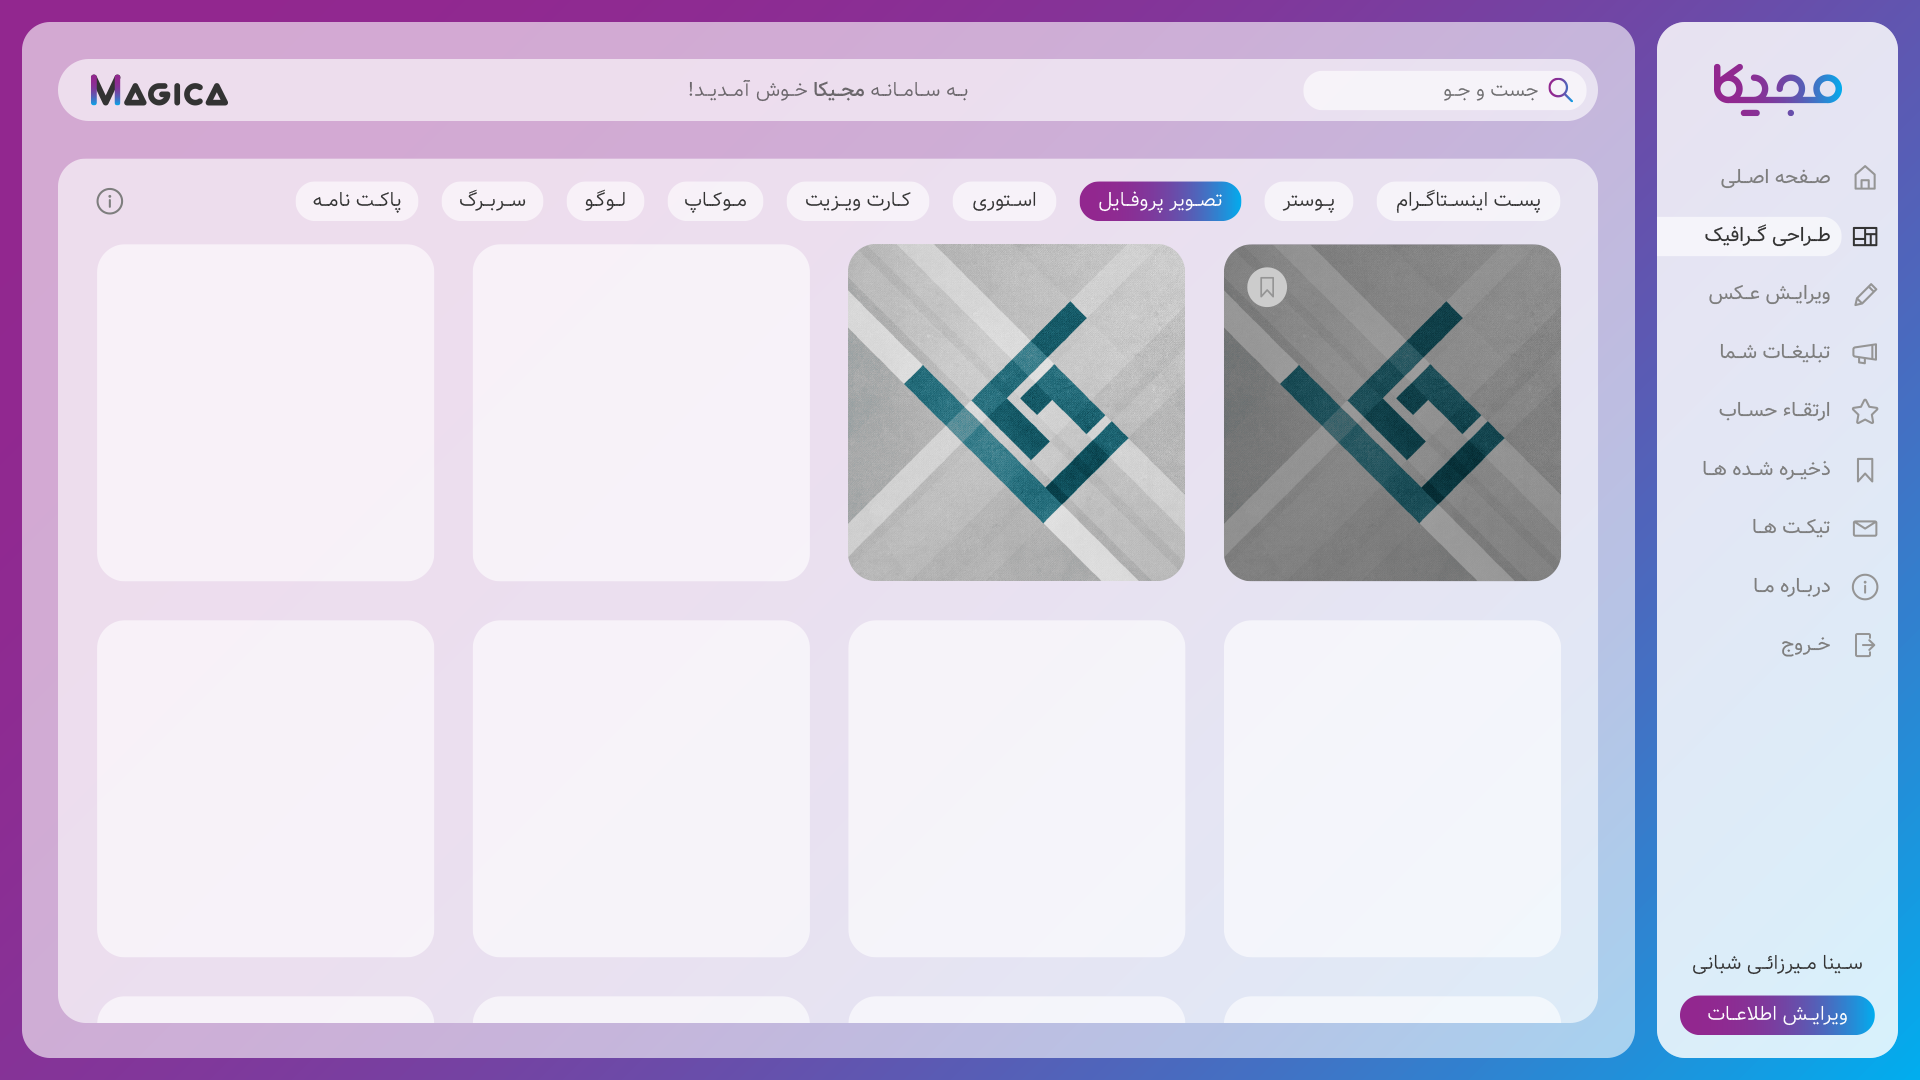 مجیکا
صفحه اصلی
طراحی گرافیک
ویرایش عکس
تبلیغات شما
ارتقاء حساب
ذخیره شده ها
تیکت ها
درباره ما
خروج
سینا میرزائی شبانی
ویرایش اطلاعات
جست و جو
به سامانه مجیکا خوش آمدید!
MAGICA
پست اینستاگرام
پوستر
تصویر پروفایل
استوری
کارت ویزیت
موکاپ
لوگو
سربرگ
پاکت نامه